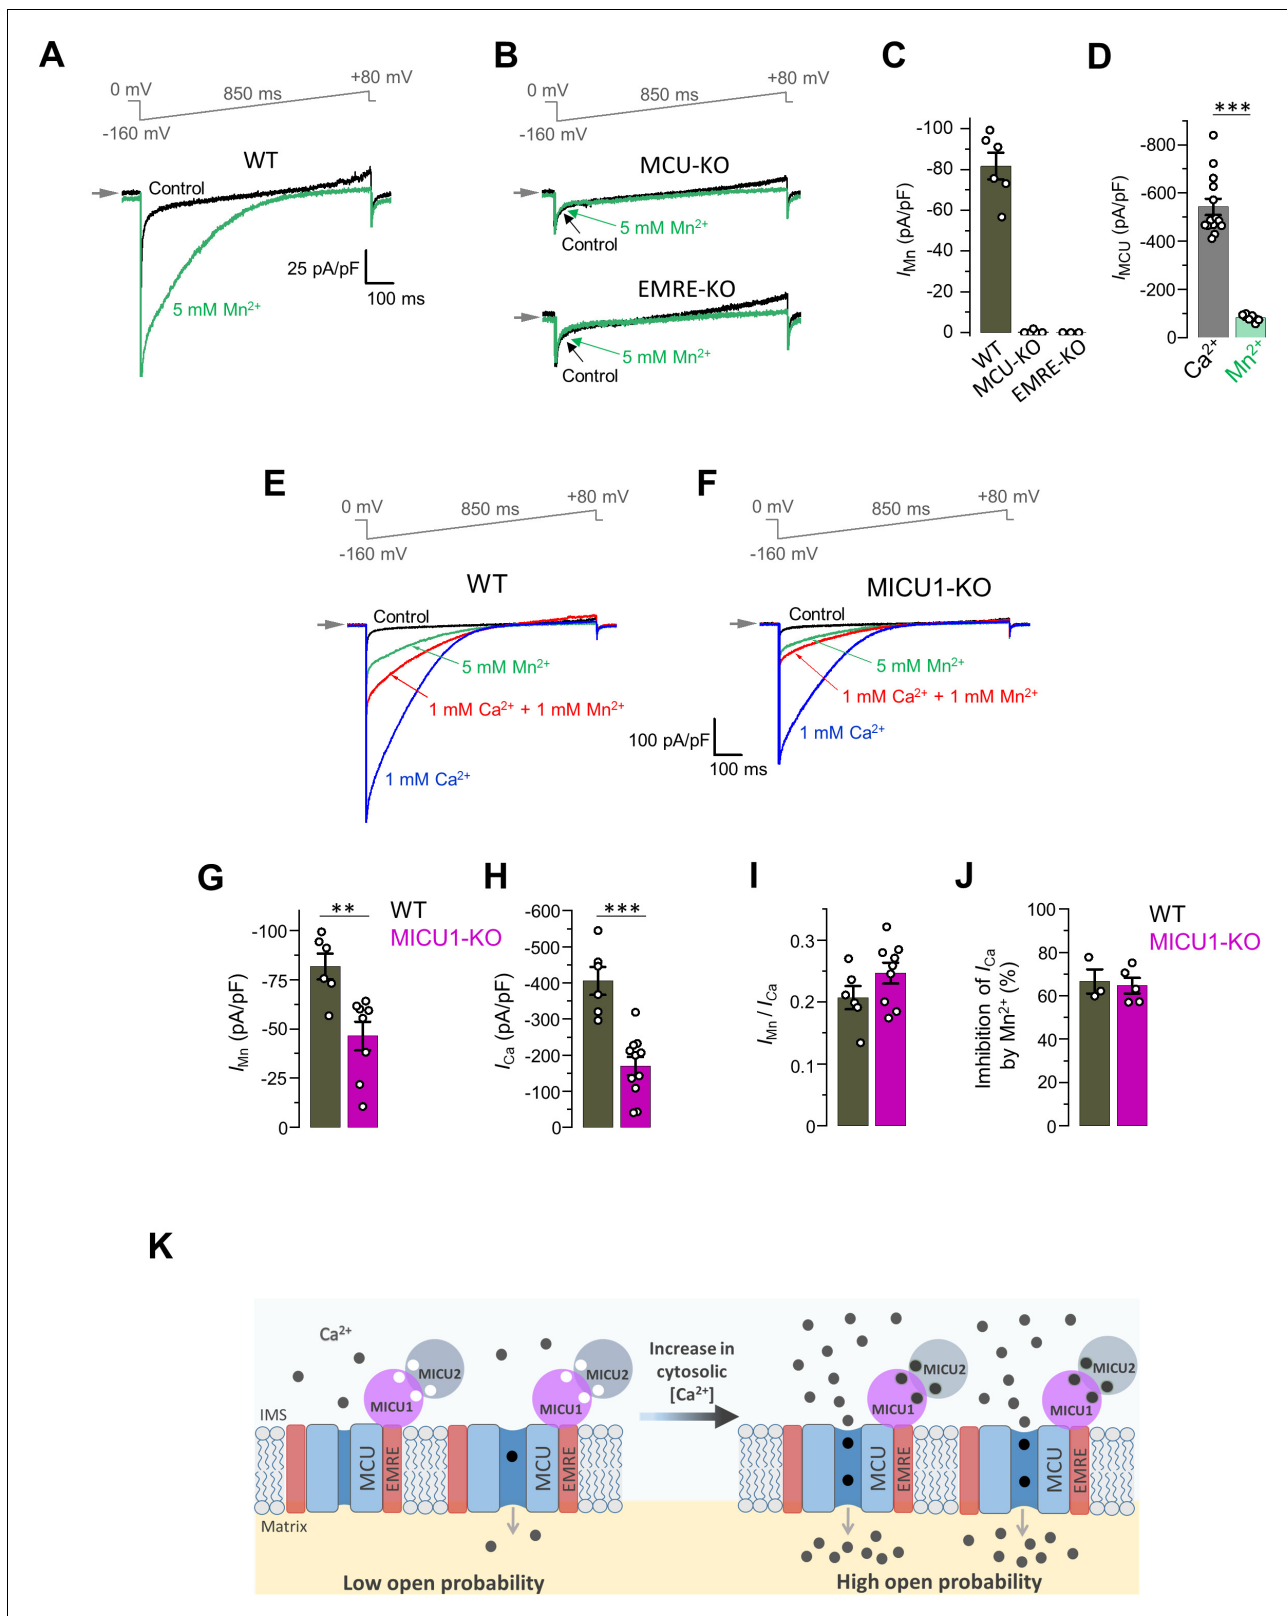 A
0 mV
850 ms
+80 mV
-160 mV
WT
Control
5 mM Mn²⁺
25 pA/pF
100 ms
B
0 mV
850 ms
+80 mV
-160 mV
MCU-KO
5 mM Mn²⁺
Control
EMRE-KO
5 mM Mn²⁺
Control
C
I_Mn (pA/pF)
-100
-80
-60
-40
-20
0
WT
MCU-KO
EMRE-KO
D
***
I_MCU (pA/pF)
-800
-600
-400
-200
0
Ca²⁺
Mn²⁺
E
0 mV
850 ms
+80 mV
-160 mV
WT
Control
5 mM Mn²⁺
1 mM Ca²⁺ + 1 mM Mn²⁺
1 mM Ca²⁺
F
0 mV
850 ms
+80 mV
-160 mV
MICU1-KO
Control
5 mM Mn²⁺
1 mM Ca²⁺ + 1 mM Mn²⁺
1 mM Ca²⁺
100 pA/pF
100 ms
G
**
WT
MICU1-KO
I_Mn (pA/pF)
-100
-75
-50
-25
0
H
***
I_Ca (pA/pF)
-600
-500
-400
-300
-200
-100
0
I
I_Mn / I_Ca
0.3
0.2
0.1
0
J
WT
MICU1-KO
Imhibition of I_Ca
by Mn²⁺ (%)
100
80
60
40
20
0
K
Ca²⁺
MICU2
MICU1
MICU2
MICU1
IMS
MCU
EMRE
MCU
EMRE
Matrix
Low open probability
Increase in
cytosolic
[Ca²⁺]
MICU2
MICU1
MICU2
MICU1
MCU
EMRE
MCU
EMRE
High open probability